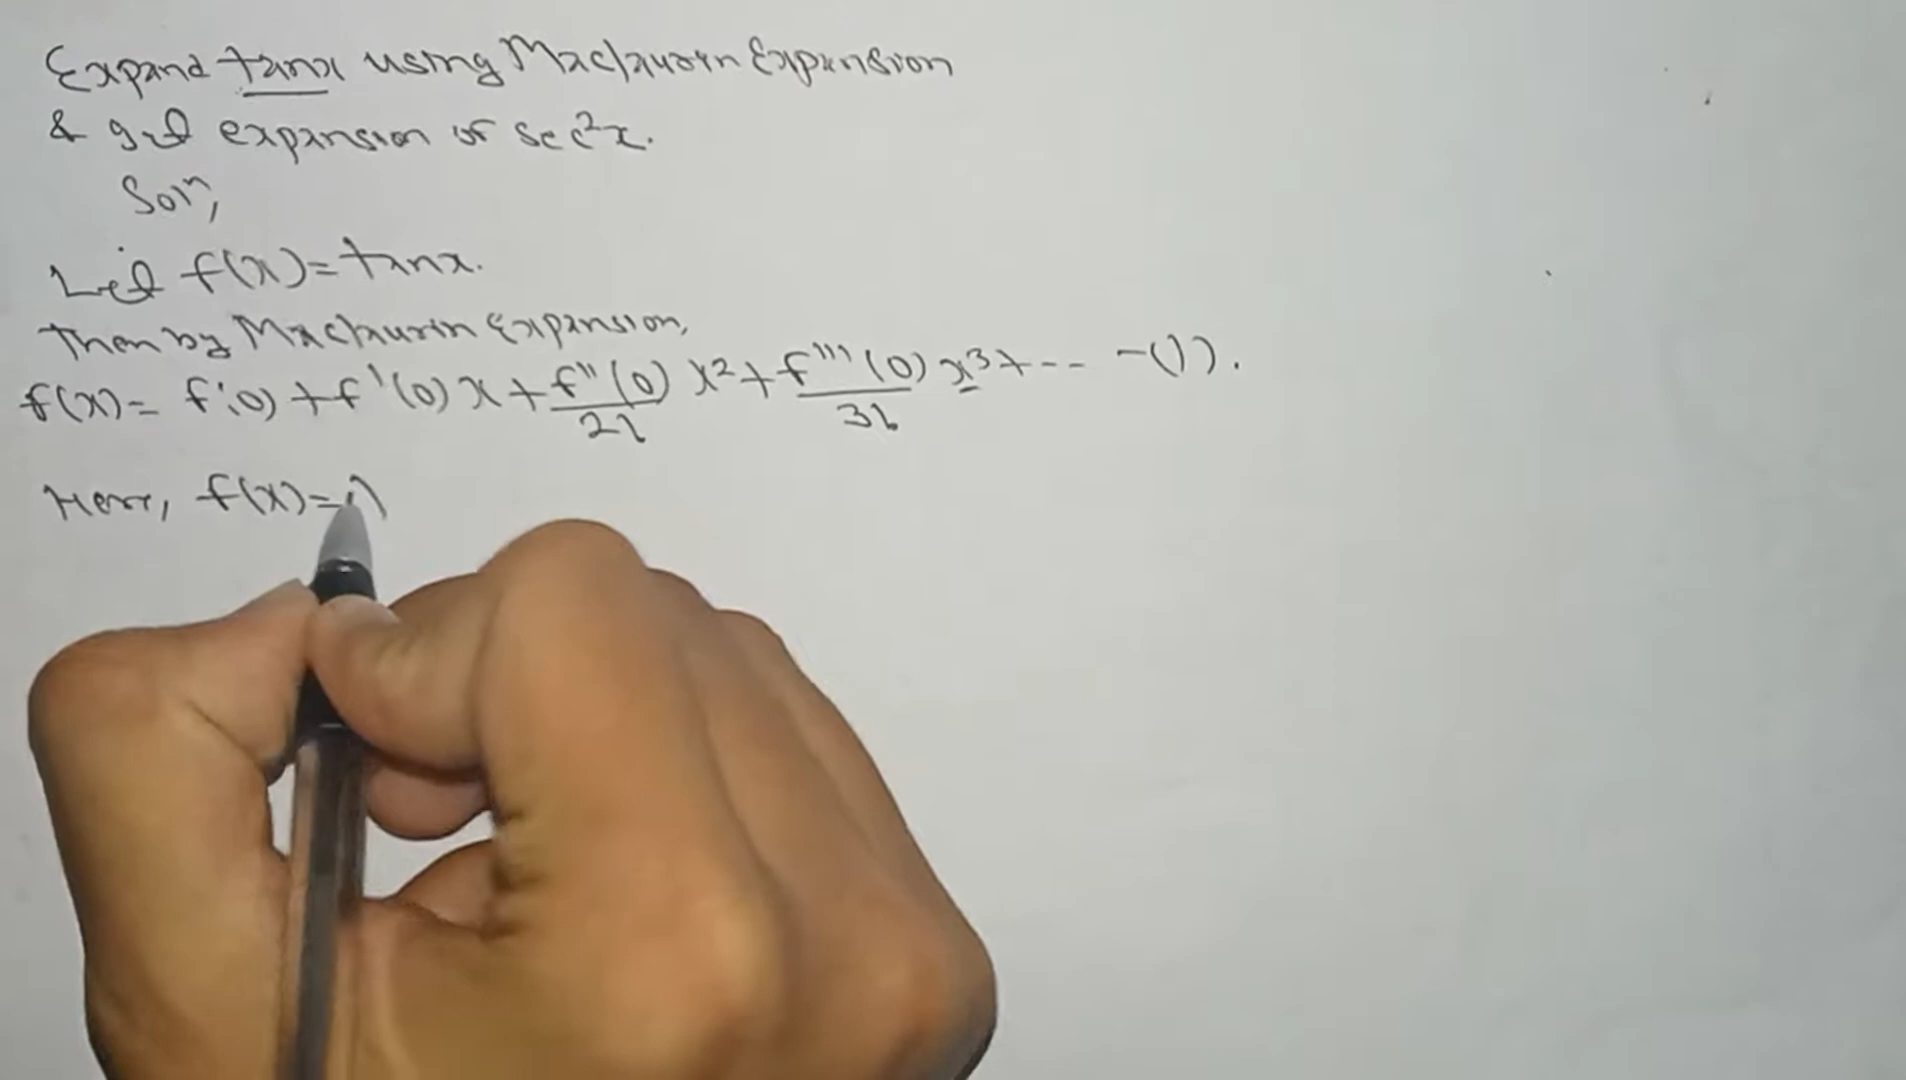 Expand tanx using Maclaurin Expansion
& get expansion of sec²x.
Solⁿ,
Let f(x)=tanx.
Then by Maclaurin Expansion,
f(x)= f(0)+f'(0)x+f''(0)/2! x²+f'''(0)/3! x³+-- -(1).
Here, f(x)=